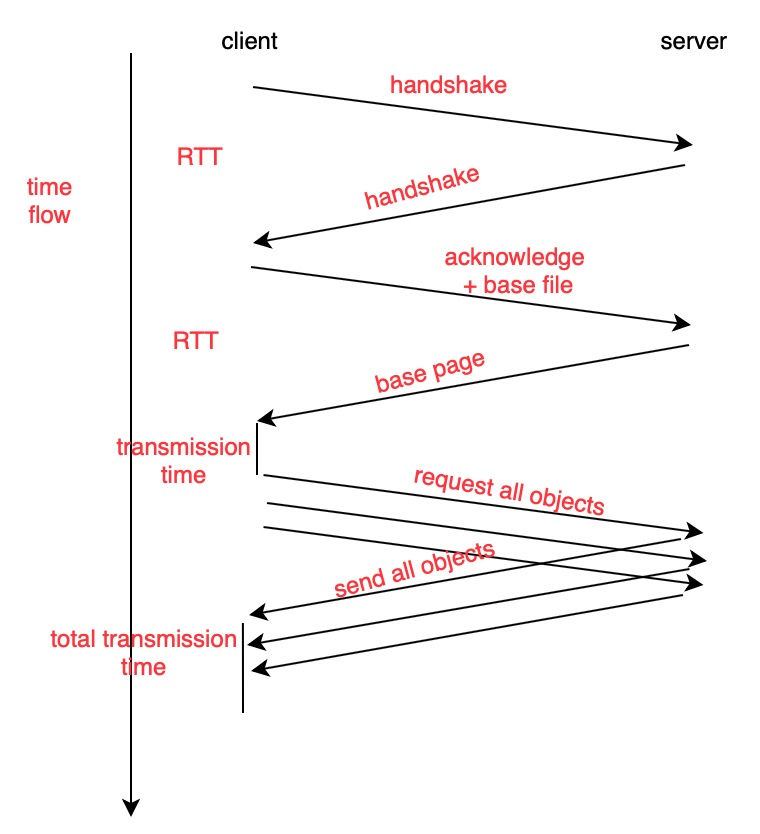 client
server
handshake
RTT
handshake
time
flow
acknowledge
+ base file
RTT
base page
transmission
time
request all objects
send all objects
total transmission
time